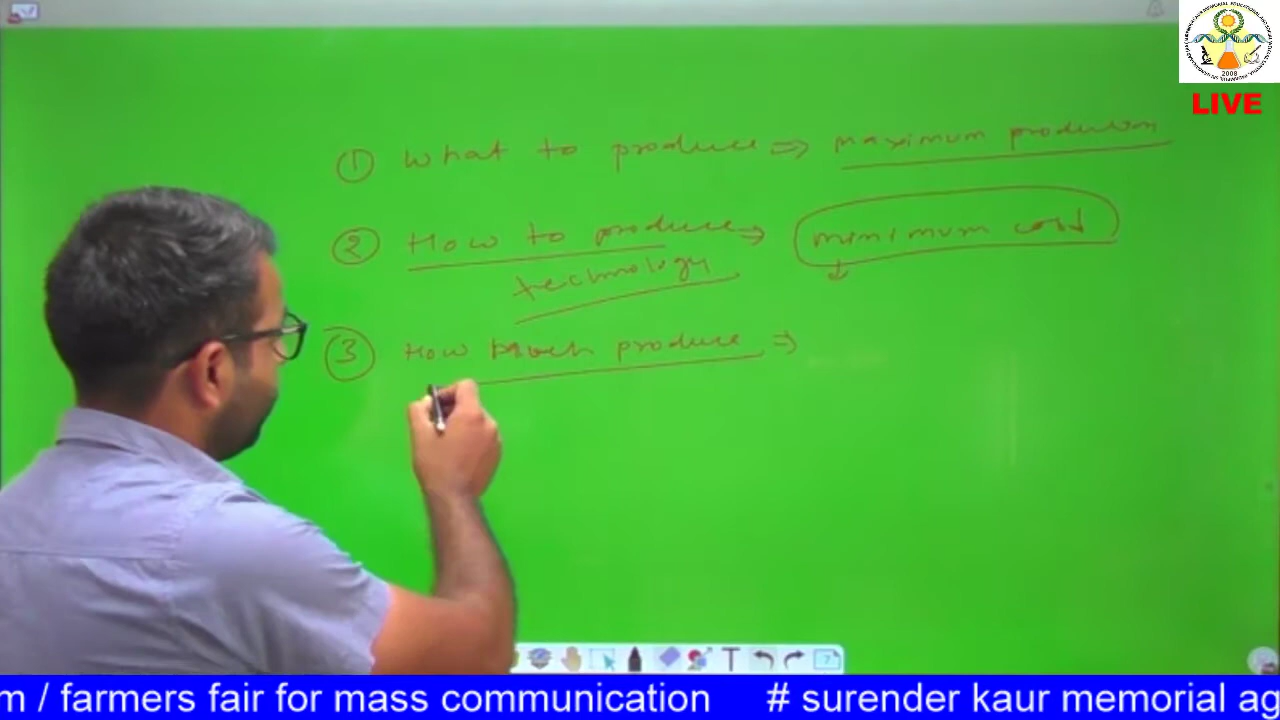 LIVE
① What to produce ⇒ maximum production
② How to produce ⇒ minimum cost
technology
③ How much produce ⇒
2008
m / farmers fair for mass communication # surender kaur memorial ag